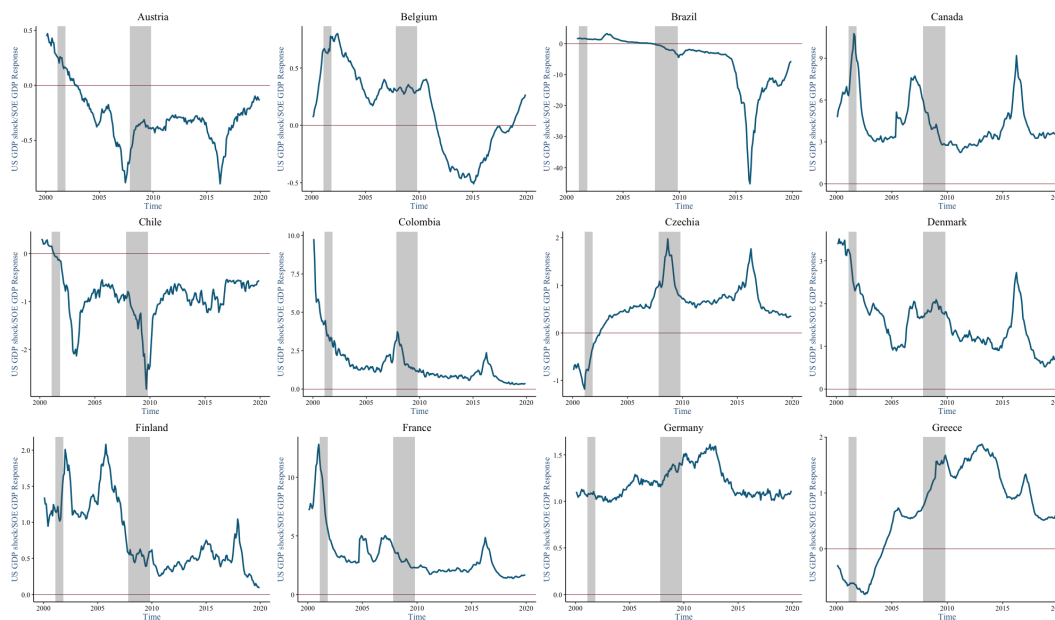 Austria
US GDP shock/SOE GDP Response
0.5
0.0
-0.5
2000 2005 2010 2015 2020
Time
Belgium
US GDP shock/SOE GDP Response
0.5
0.0
-0.5
2000 2005 2010 2015 2020
Time
Brazil
US GDP shock/SOE GDP Response
0
-10
-20
-30
-40
2000 2005 2010 2015 2020
Time
Canada
US GDP shock/SOE GDP Response
9
6
3
0
2000 2005 2010 2015 20
Time
Chile
US GDP shock/SOE GDP Response
0
-1
-2
2000 2005 2010 2015 2020
Time
Colombia
US GDP shock/SOE GDP Response
10.0
7.5
5.0
2.5
0.0
2000 2005 2010 2015 2020
Time
Czechia
US GDP shock/SOE GDP Response
2
1
0
-1
2000 2005 2010 2015 2020
Time
Denmark
US GDP shock/SOE GDP Response
3
2
1
0
2000 2005 2010 2015 20
Time
Finland
US GDP shock/SOE GDP Response
2.0
1.5
1.0
0.5
0.0
2000 2005 2010 2015 2020
Time
France
US GDP shock/SOE GDP Response
10
5
0
2000 2005 2010 2015 2020
Time
Germany
US GDP shock/SOE GDP Response
1.5
1.0
0.5
0.0
2000 2005 2010 2015 2020
Time
Greece
US GDP shock/SOE GDP Response
2
1
0
2000 2005 2010 2015 20
Time